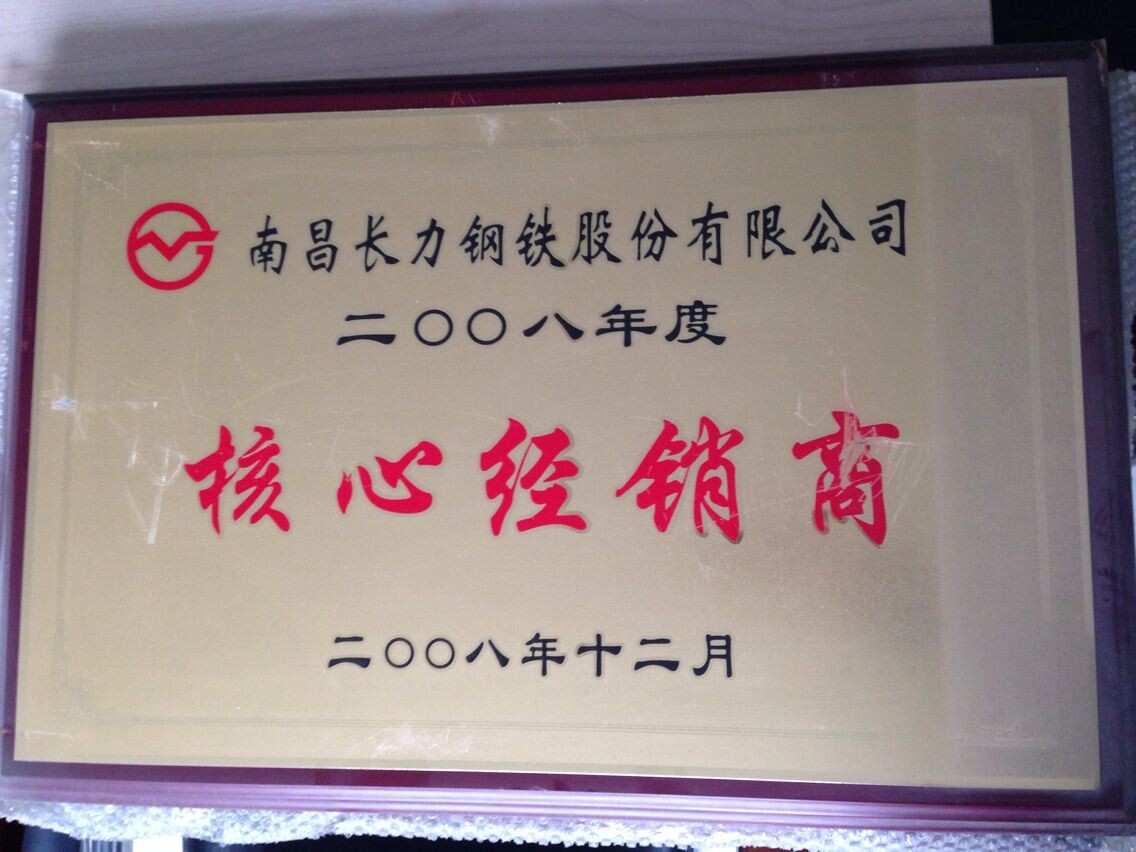 南昌长力钢铁股份有限公司
二〇〇八年度
核心经销商
二〇〇八年十二月